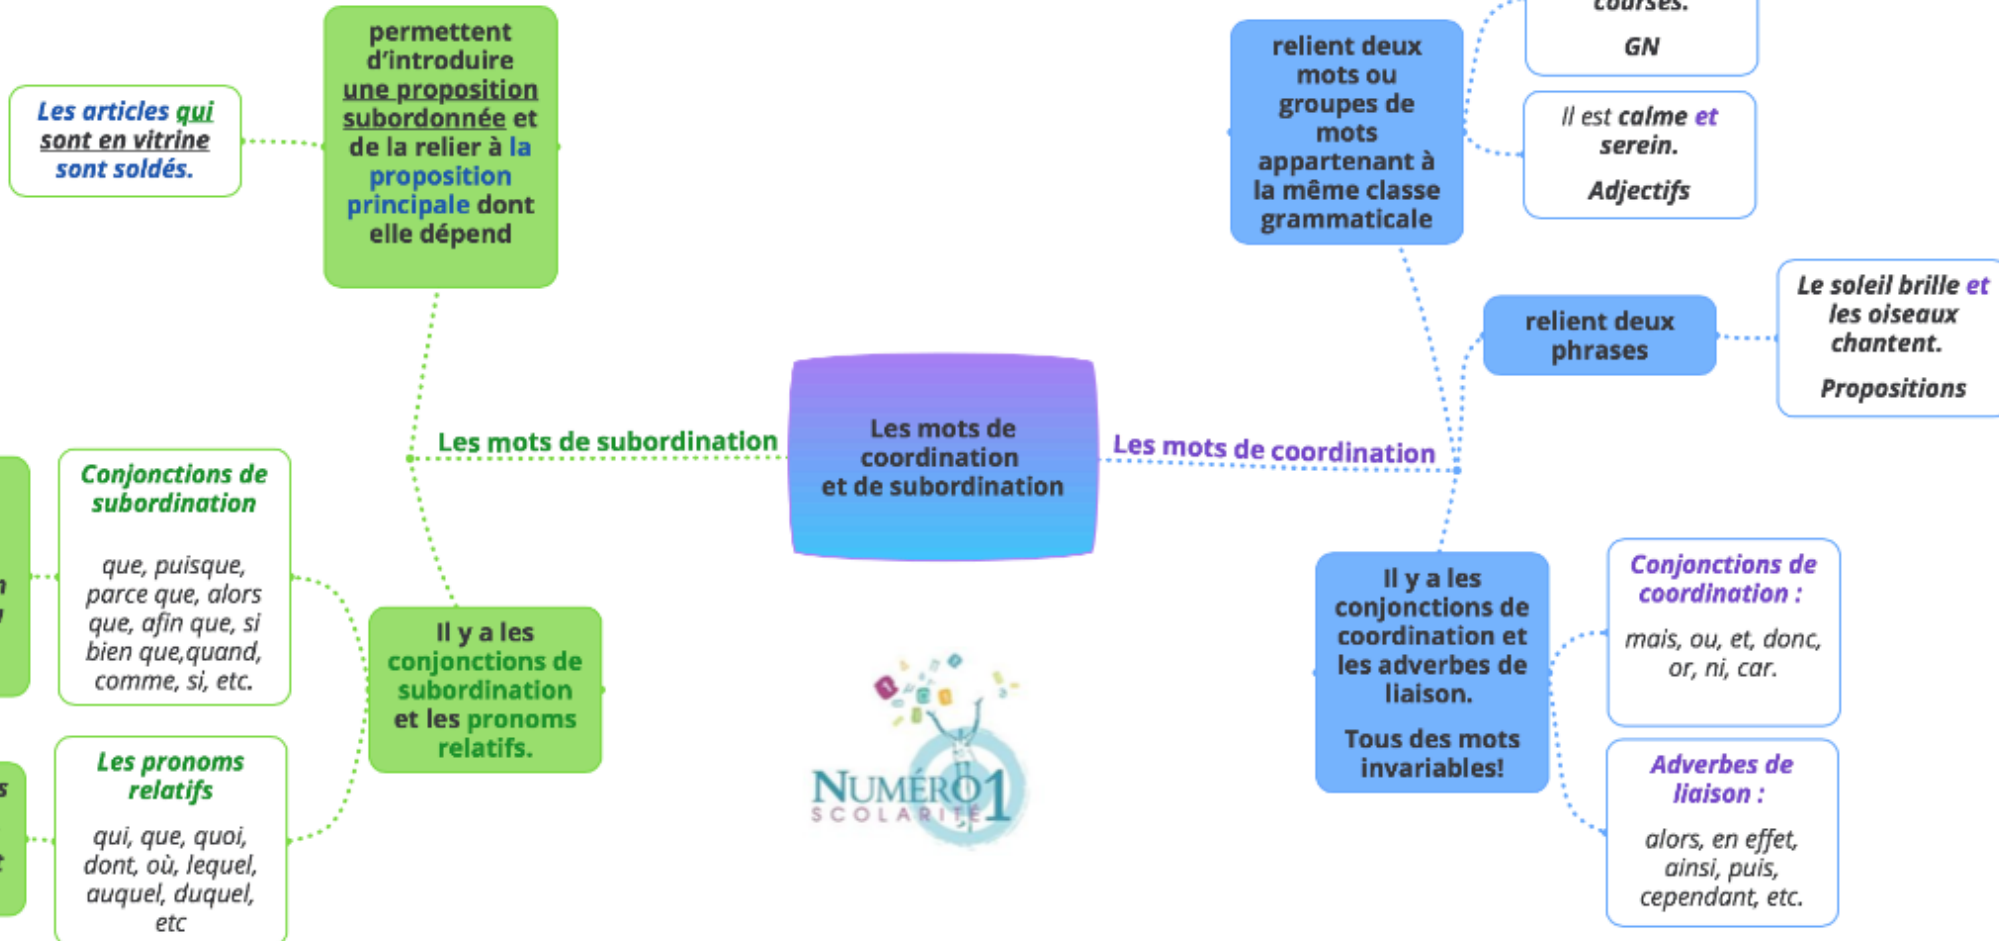 permettent
d’introduire
une proposition
subordonnée et
de la relier à la
proposition
principale dont
elle dépend
Les articles qui
sont en vitrine
sont soldés.
Les mots de subordination
Conjonctions de
subordination
que, puisque,
parce que, alors
que, afin que, si
bien que,quand,
comme, si, etc.
Il y a les
conjonctions de
subordination
et les pronoms
relatifs.
Les pronoms
relatifs
qui, que, quoi,
dont, où, lequel,
auquel, duquel,
etc
Les mots de
coordination
et de subordination
NUMÉRO1
SCOLARITÉ
Les mots de coordination
relient deux
mots ou
groupes de
mots
appartenant à
la même classe
grammaticale
courses.
GN
Il est calme et
serein.
Adjectifs
relient deux
phrases
Le soleil brille et
les oiseaux
chantent.
Propositions
Il y a les
conjonctions de
coordination et
les adverbes de
liaison.
Tous des mots
invariables!
Conjonctions de
coordination :
mais, ou, et, donc,
or, ni, car.
Adverbes de
liaison :
alors, en effet,
ainsi, puis,
cependant, etc.